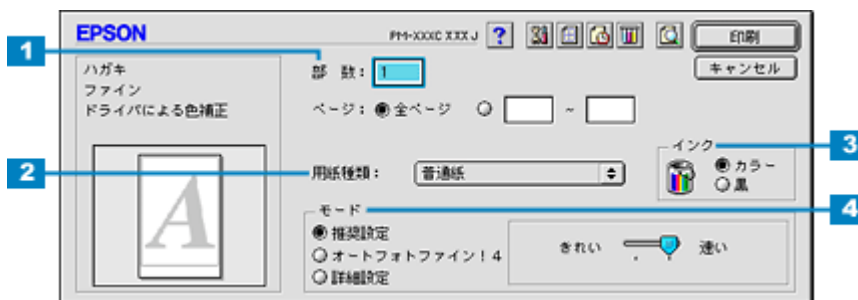 EPSON
PM-XXXC XXX J
?
印刷
キャンセル
1
ハガキ
ファイン
ドライバによる色補正
部 数: 1
ページ: 全ページ ~
3
インク
カラー
黒
2
用紙種類: 普通紙
4
モード
推奨設定
オートフォトファイン!4
詳細設定
きれい 速い
A